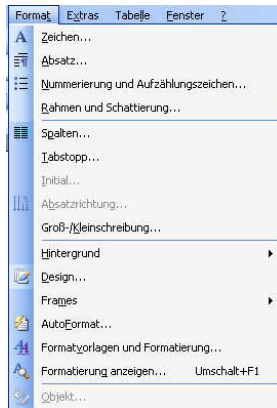 Format Extras Tabelle Fenster ?
Zeichen...
Absatz...
Nummerierung und Aufzählungszeichen...
Rahmen und Schattierung...
Spalten...
Tabstopp...
Initial...
Absatzrichtung...
Groß-/Kleinschreibung...
Hintergrund
Design...
Frames
AutoFormat...
Formatvorlagen und Formatierung...
Formatierung anzeigen... Umschalt+F1
Objekt...